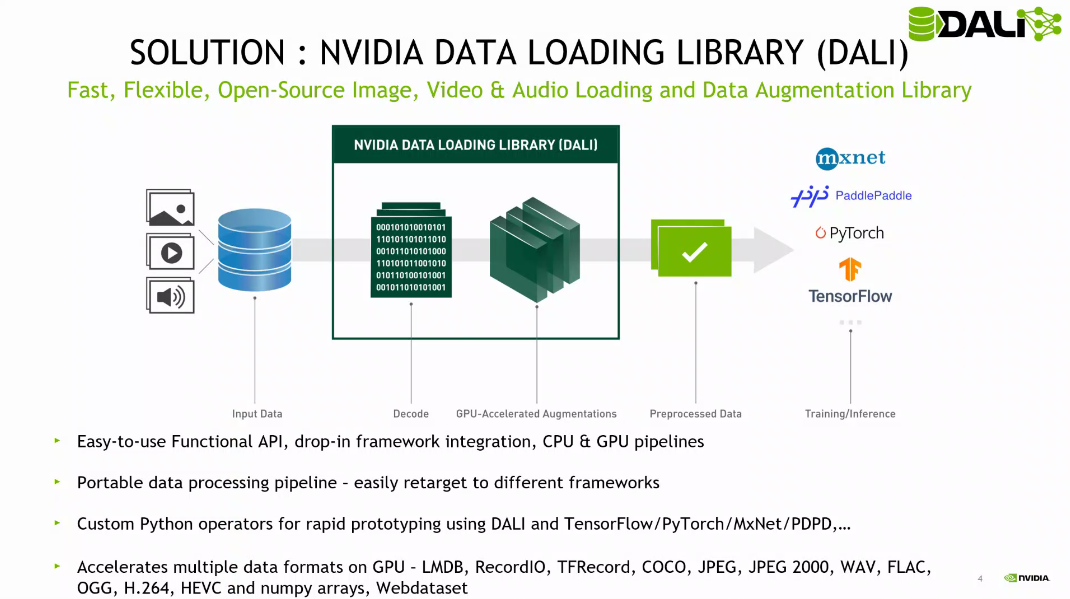 DALI
SOLUTION : NVIDIA DATA LOADING LIBRARY (DALI)
Fast, Flexible, Open-Source Image, Video & Audio Loading and Data Augmentation Library
NVIDIA DATA LOADING LIBRARY (DALI)
mxnet
PaddlePaddle
PyTorch
TensorFlow
000101010010101
110101101011010
001011010101000
110101011001010
010110100101001
001011010101001
Input Data
Decode
GPU-Accelerated Augmentations
Preprocessed Data
Training/Inference
▸ Easy-to-use Functional API, drop-in framework integration, CPU & GPU pipelines
▸ Portable data processing pipeline – easily retarget to different frameworks
▸ Custom Python operators for rapid prototyping using DALI and TensorFlow/PyTorch/MxNet/PDPD,…
▸ Accelerates multiple data formats on GPU – LMDB, RecordIO, TFRecord, COCO, JPEG, JPEG 2000, WAV, FLAC,
OGG, H.264, HEVC and numpy arrays, Webdataset
4
NVIDIA.